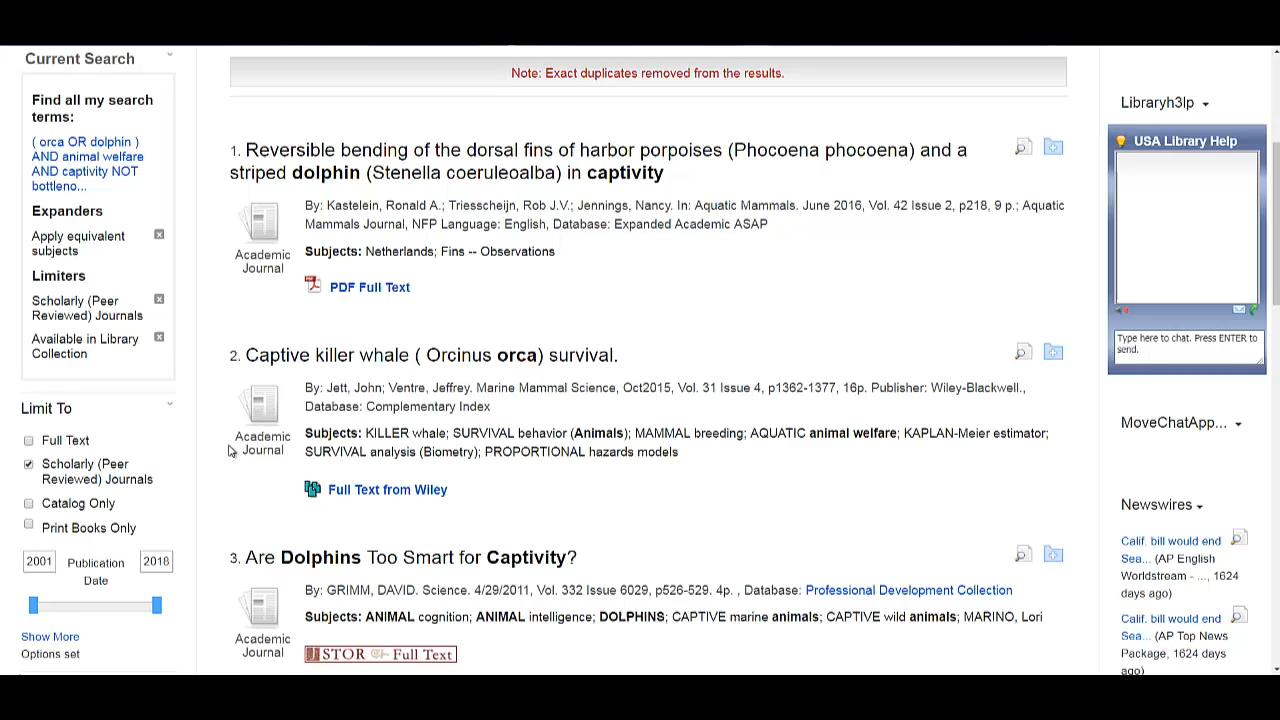 Current Search
Find all my search
terms:
( orca OR dolphin )
AND animal welfare
AND captivity NOT
bottleno...
Expanders
Apply equivalent
subjects
Limiters
Scholarly (Peer
Reviewed) Journals
Available in Library
Collection
Limit To
Full Text
Scholarly (Peer
Reviewed) Journals
Catalog Only
Print Books Only
2001 Publication 2018
Date
Show More
Options set
Note: Exact duplicates removed from the results.
1. Reversible bending of the dorsal fins of harbor porpoises (Phocoena phocoena) and a
striped dolphin (Stenella coeruleoalba) in captivity
By: Kastelein, Ronald A.; Triesscheijn, Rob J.V.; Jennings, Nancy. In: Aquatic Mammals. June 2016, Vol. 42 Issue 2, p218, 9 p.; Aquatic
Mammals Journal, NFP Language: English, Database: Expanded Academic ASAP
Subjects: Netherlands; Fins -- Observations
Academic
Journal
PDF Full Text
2. Captive killer whale ( Orcinus orca) survival.
By: Jett, John; Ventre, Jeffrey. Marine Mammal Science, Oct2015, Vol. 31 Issue 4, p1362-1377, 16p. Publisher: Wiley-Blackwell.,
Database: Complementary Index
Subjects: KILLER whale; SURVIVAL behavior (Animals); MAMMAL breeding; AQUATIC animal welfare; KAPLAN-Meier estimator;
SURVIVAL analysis (Biometry); PROPORTIONAL hazards models
Academic
Journal
Full Text from Wiley
3. Are Dolphins Too Smart for Captivity?
By: GRIMM, DAVID. Science. 4/29/2011, Vol. 332 Issue 6029, p526-529. 4p. , Database: Professional Development Collection
Subjects: ANIMAL cognition; ANIMAL intelligence; DOLPHINS; CAPTIVE marine animals; CAPTIVE wild animals; MARINO, Lori
Academic
Journal
JSTOR Full Text
Libraryh3lp
USA Library Help
Type here to chat. Press ENTER to
send.
MoveChatApp...
Newswires
Calif. bill would end
Sea... (AP English
Worldstream - ..., 1624
days ago)
Calif. bill would end
Sea... (AP Top News
Package, 1624 days
ago)